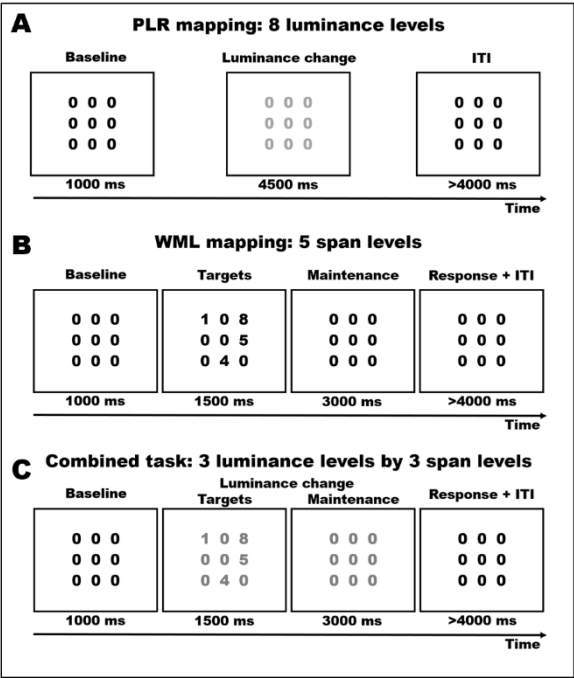 A
PLR mapping: 8 luminance levels
Baseline Luminance change ITI
0 0 0 0 0 0 0 0 0
0 0 0 0 0 0 0 0 0
0 0 0 0 0 0 0 0 0
1000 ms 4500 ms >4000 ms
Time
B
WML mapping: 5 span levels
Baseline Targets Maintenance Response + ITI
0 0 0 1 0 8 0 0 0 0 0 0
0 0 0 0 0 5 0 0 0 0 0 0
0 0 0 0 4 0 0 0 0 0 0 0
1000 ms 1500 ms 3000 ms >4000 ms
Time
C
Combined task: 3 luminance levels by 3 span levels
Luminance change
Baseline Targets Maintenance Response + ITI
0 0 0 1 0 8 0 0 0 0 0 0
0 0 0 0 0 5 0 0 0 0 0 0
0 0 0 0 4 0 0 0 0 0 0 0
1000 ms 1500 ms 3000 ms >4000 ms
Time